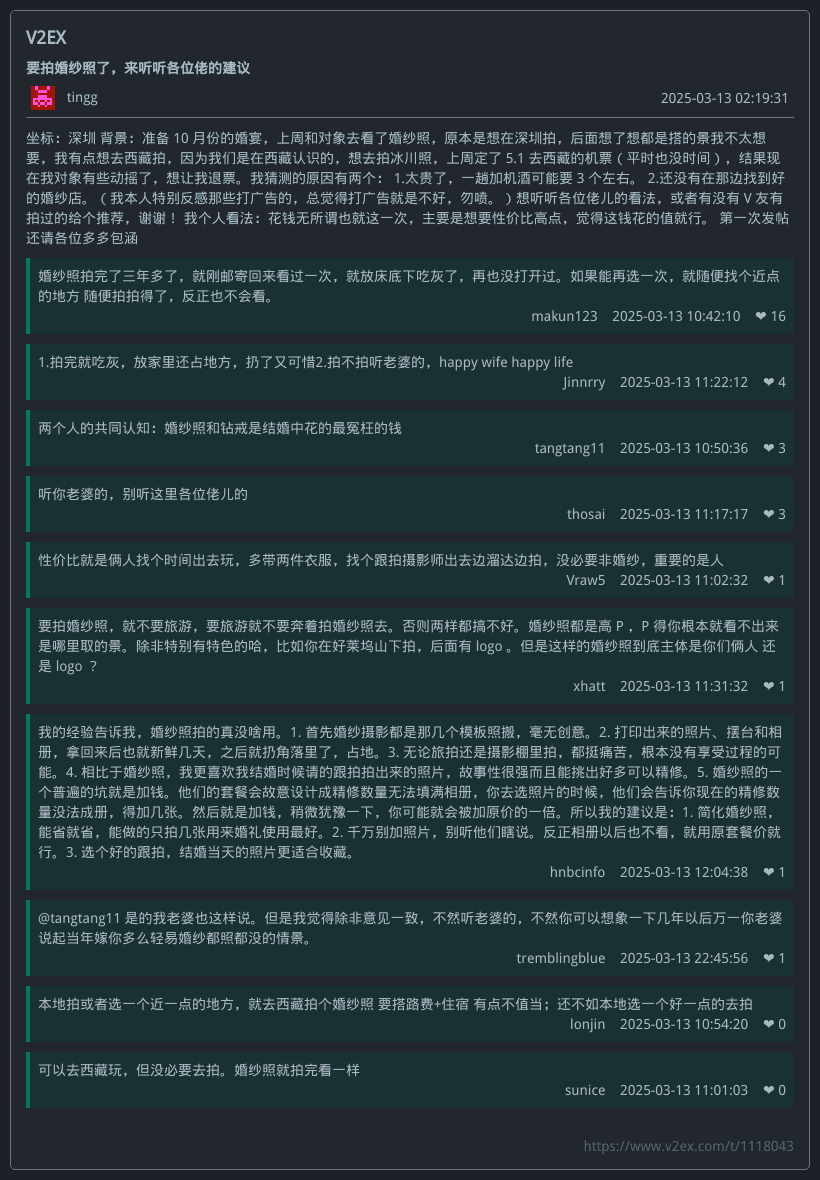 V2EX
要拍婚纱照了，来听听各位佬的建议
tingg
2025-03-13 02:19:31
坐标：深圳 背景：准备 10 月份的婚宴，上周和对象去看了婚纱照，原本是想在深圳拍，后面想了想都是搭的景我不太想
要，我有点想去西藏拍，因为我们是在西藏认识的，想去拍冰川照，上周定了 5.1 去西藏的机票（平时也没时间），结果现
在我对象有些动摇了，想让我退票。我猜测的原因有两个： 1.太贵了，一趟加机酒可能要 3 个左右。 2.还没有在那边找到好
的婚纱店。（我本人特别反感那些打广告的，总觉得打广告就是不好，勿喷。）想听听各位佬儿的看法，或者有没有 V 友有
拍过的给个推荐，谢谢！ 我个人看法：花钱无所谓也就这一次，主要是想要性价比高点，觉得这钱花的值就行。 第一次发帖
还请各位多多包涵
婚纱照拍完了三年多了，就刚邮寄回来看过一次，就放床底下吃灰了，再也没打开过。如果能再选一次，就随便找个近点
的地方 随便拍拍得了，反正也不会看。
makun123 2025-03-13 10:42:10 ❤ 16
1.拍完就吃灰，放家里还占地方，扔了又可惜2.拍不拍听老婆的，happy wife happy life
Jinnrry 2025-03-13 11:22:12 ❤ 4
两个人的共同认知：婚纱照和钻戒是结婚中花的最冤枉的钱
tangtang11 2025-03-13 10:50:36 ❤ 3
听你老婆的，别听这里各位佬儿的
thosai 2025-03-13 11:17:17 ❤ 3
性价比就是俩人找个时间出去玩，多带两件衣服，找个跟拍摄影师出去边溜达边拍，没必要非婚纱，重要的是人
Vraw5 2025-03-13 11:02:32 ❤ 1
要拍婚纱照，就不要旅游，要旅游就不要奔着拍婚纱照去。否则两样都搞不好。婚纱照都是高 P ，P 得你根本就看不出来
是哪里取的景。除非特别有特色的哈，比如你在好莱坞山下拍，后面有 logo 。但是这样的婚纱照到底主体是你们俩人 还
是 logo ？
xhatt 2025-03-13 11:31:32 ❤ 1
我的经验告诉我，婚纱照拍的真没啥用。1. 首先婚纱摄影都是那几个模板照搬，毫无创意。2. 打印出来的照片、摆台和相
册，拿回来后也就新鲜几天，之后就扔角落里了，占地。3. 无论旅拍还是摄影棚里拍，都挺痛苦，根本没有享受过程的可
能。4. 相比于婚纱照，我更喜欢我结婚时候请的跟拍拍出来的照片，故事性很强而且能挑出好多可以精修。5. 婚纱照的一
个普遍的坑就是加钱。他们的套餐会故意设计成精修数量无法填满相册，你去选照片的时候，他们会告诉你现在的精修数
量没法成册，得加几张。然后就是加钱，稍微犹豫一下，你可能就会被加原价的一倍。所以我的建议是：1. 简化婚纱照，
能省就省，能做的只拍几张用来婚礼使用最好。2. 千万别加照片，别听他们瞎说。反正相册以后也不看，就用原套餐价就
行。3. 选个好的跟拍，结婚当天的照片更适合收藏。
hnbcinfo 2025-03-13 12:04:38 ❤ 1
@tangtang11 是的我老婆也这样说。但是我觉得除非意见一致，不然听老婆的，不然你可以想象一下几年以后万一你老婆
说起当年嫁你多么轻易婚纱都照都没的情景。
tremblingblue 2025-03-13 22:45:56 ❤ 1
本地拍或者选一个近一点的地方，就去西藏拍个婚纱照 要搭路费+住宿 有点不值当；还不如本地选一个好一点的去拍
lonjin 2025-03-13 10:54:20 ❤ 0
可以去西藏玩，但没必要去拍。婚纱照就拍完看一样
sunice 2025-03-13 11:01:03 ❤ 0
https://www.v2ex.com/t/1118043